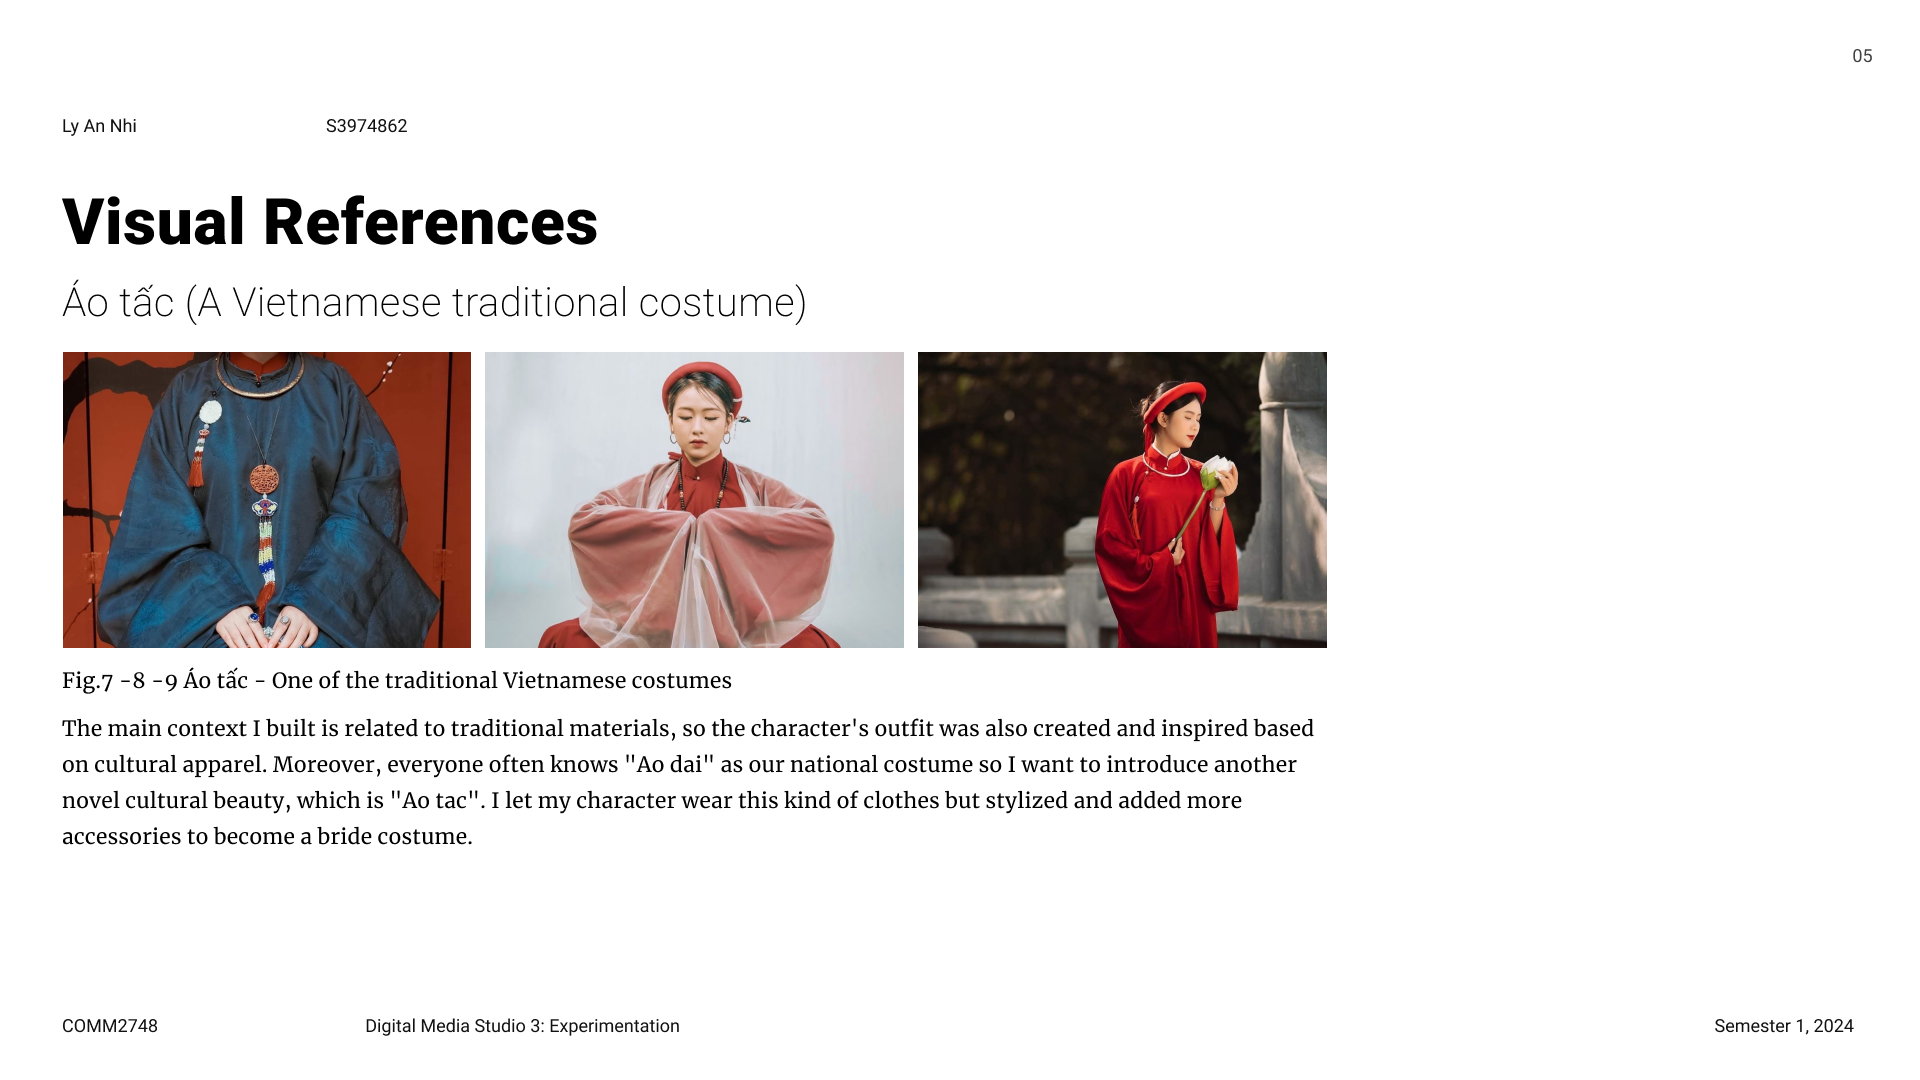 05
Ly An Nhi S3974862
Visual References
Áo tấc (A Vietnamese traditional costume)
Fig.7 -8 -9 Áo tấc - One of the traditional Vietnamese costumes
The main context I built is related to traditional materials, so the character's outfit was also created and inspired based
on cultural apparel. Moreover, everyone often knows "Ao dai" as our national costume so I want to introduce another
novel cultural beauty, which is "Ao tac". I let my character wear this kind of clothes but stylized and added more
accessories to become a bride costume.
COMM2748 Digital Media Studio 3: Experimentation Semester 1, 2024